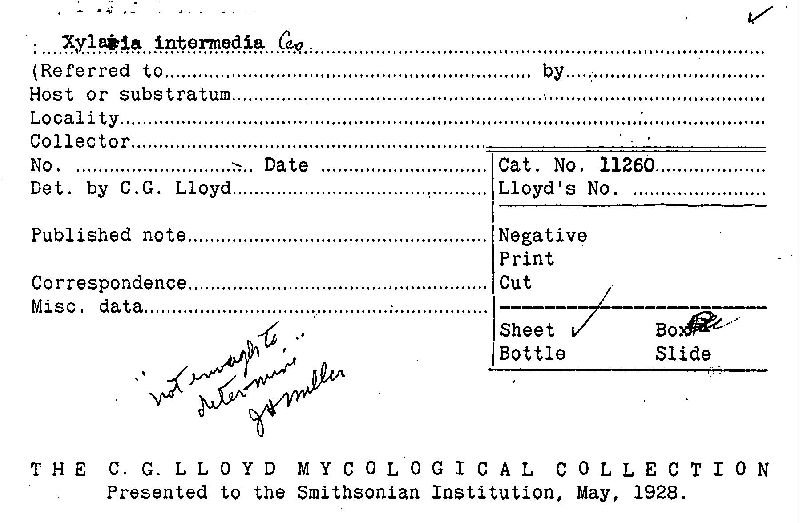 Xylaria intermedia Ces
(Referred to.......... by..........
Host or substratum..........
Locality..........
Collector..........
No. .......... Date ..........
Det. by C.G. Lloyd..........
Published note..........
Correspondence..........
Misc. data..........
Cat. No. 11260..........
Lloyd's No. ..........
Negative
Print
Cut
Sheet ✓ Box
Bottle Slide
"not enough to
determine"
J H Miller
THE C. G. LLOYD MYCOLOGICAL COLLECTION
Presented to the Smithsonian Institution, May, 1928.